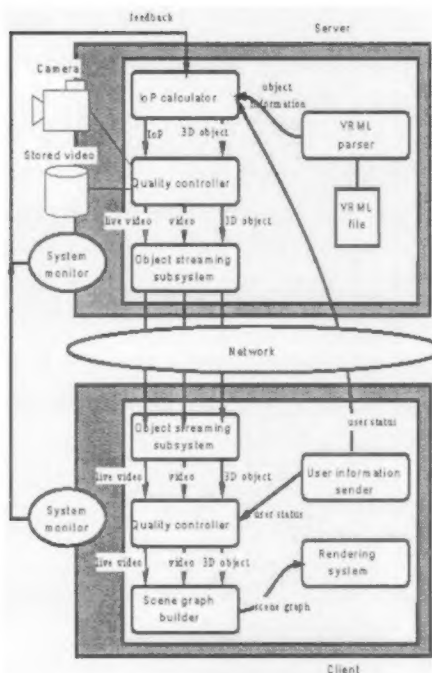 feedback
Server
Camera
IoP calculator
object
information
VRML
parser
IoP
3D object
Stored video
Quality controller
VRML
file
live video
video
3D object
System
monitor
Object streaming
subsystem
Network
Object streaming
subsystem
user status
live video
video
3D object
User information
sender
System
monitor
Quality controller
user status
live video
video
3D object
Rendering
system
Scene graph
builder
scene graph
Client